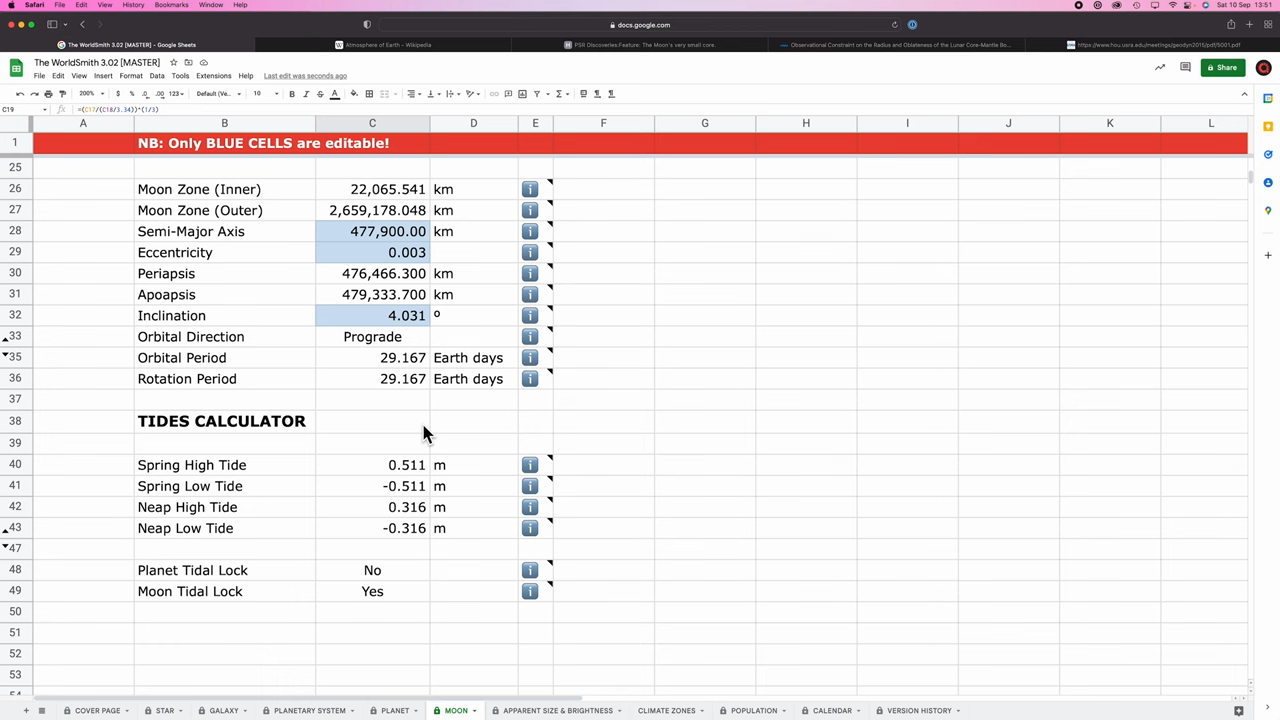 Safari File Edit View History Bookmarks Window Help Sat 10 Sep 13:51
docs.google.com
The WorldSmith 3.02 [MASTER] - Google Sheets Atmosphere of Earth - Wikipedia PSR Discoveries:Feature: The Moon's very small core. Observational Constraint on the Radius and Oblateness of the Lunar Core-Mantle Bo... https://www.hou.usra.edu/meetings/geodyn2015/pdf/5001.pdf
The WorldSmith 3.02 [MASTER]
File Edit View Insert Format Data Tools Extensions Help Last edit was seconds ago
Share
200% $ % .0 .00 123 Default (Ve... 10 B I S A
C19 fx =(C17/(C18/3.34))^(1/3)
A B C D E F G H I J K L
1 NB: Only BLUE CELLS are editable!
25
26 Moon Zone (Inner) 22,065.541 km
27 Moon Zone (Outer) 2,659,178.048 km
28 Semi-Major Axis 477,900.00 km
29 Eccentricity 0.003
30 Periapsis 476,466.300 km
31 Apoapsis 479,333.700 km
32 Inclination 4.031 º
33 Orbital Direction Prograde
35 Orbital Period 29.167 Earth days
36 Rotation Period 29.167 Earth days
37
38 TIDES CALCULATOR
39
40 Spring High Tide 0.511 m
41 Spring Low Tide -0.511 m
42 Neap High Tide 0.316 m
43 Neap Low Tide -0.316 m
47
48 Planet Tidal Lock No
49 Moon Tidal Lock Yes
50
51
52
53
54
COVER PAGE STAR GALAXY PLANETARY SYSTEM PLANET MOON APPARENT SIZE & BRIGHTNESS CLIMATE ZONES POPULATION CALENDAR VERSION HISTORY